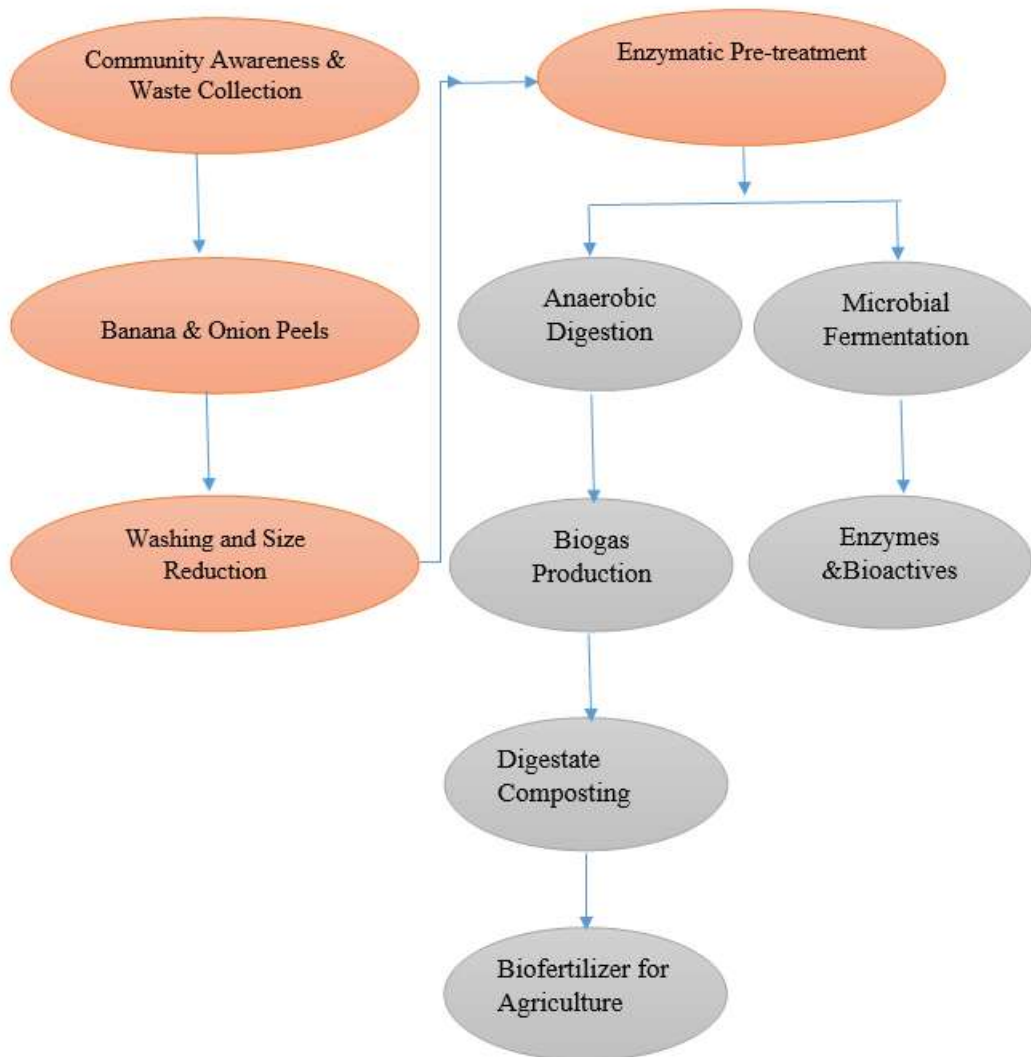 Community Awareness &
Waste Collection
Banana & Onion Peels
Washing and Size
Reduction
Enzymatic Pre-treatment
Anaerobic
Digestion
Microbial
Fermentation
Biogas
Production
Enzymes
&Bioactives
Digestate
Composting
Biofertilizer for
Agriculture